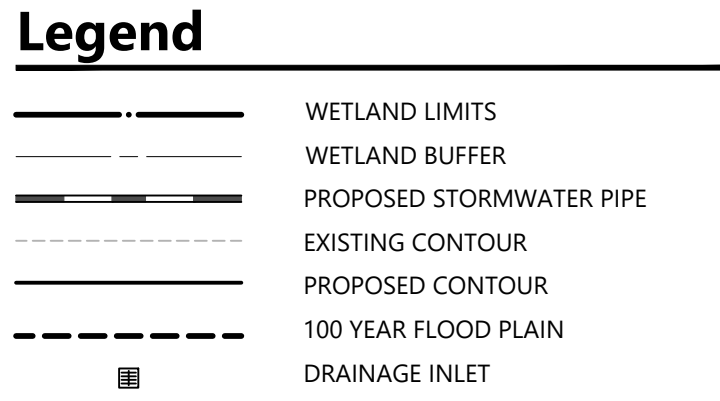 Legend
WETLAND LIMITS
WETLAND BUFFER
PROPOSED STORMWATER PIPE
EXISTING CONTOUR
PROPOSED CONTOUR
100 YEAR FLOOD PLAIN
DRAINAGE INLET